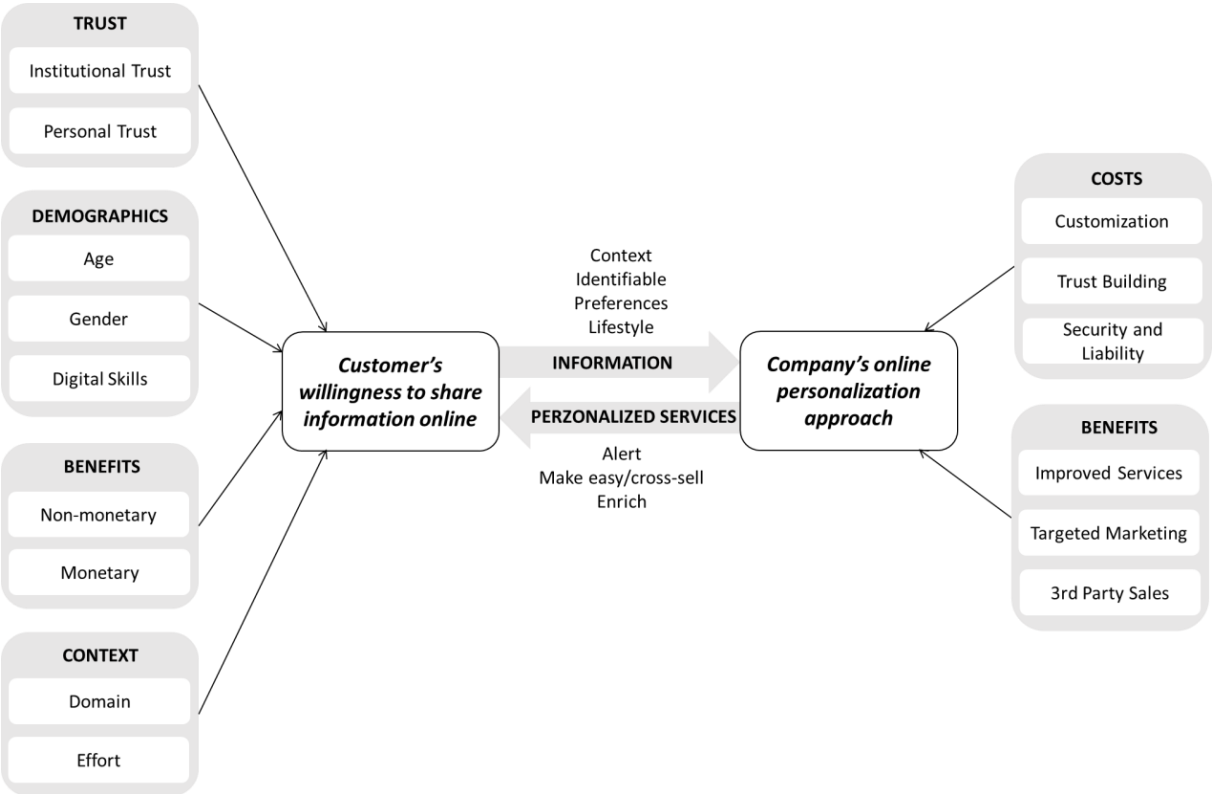 TRUST
Institutional Trust
Personal Trust
DEMOGRAPHICS
Age
Gender
Digital Skills
BENEFITS
Non-monetary
Monetary
CONTEXT
Domain
Effort
Customer’s
willingness to share
information online
Context
Identifiable
Preferences
Lifestyle
INFORMATION
PERZONALIZED SERVICES
Alert
Make easy/cross-sell
Enrich
Company’s online
personalization
approach
COSTS
Customization
Trust Building
Security and
Liability
BENEFITS
Improved Services
Targeted Marketing
3rd Party Sales